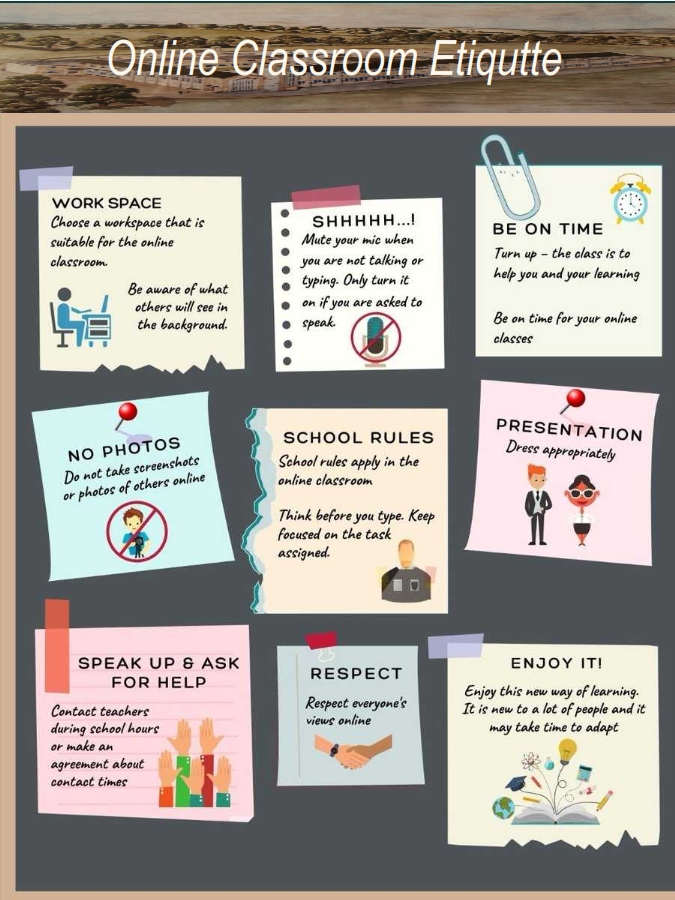 Online Classroom Etiqutte
WORK SPACE
Choose a workspace that is
suitable for the online
classroom.
Be aware of what
others will see in
the background.
SHHHHH...!
Mute your mic when
you are not talking or
typing. Only turn it
on if you are asked to
speak.
BE ON TIME
Turn up – the class is to
help you and your learning
Be on time for your online
classes
NO PHOTOS
Do not take screenshots
or photos of others online
SCHOOL RULES
School rules apply in the
online classroom
Think before you type. Keep
focused on the task
assigned.
PRESENTATION
Dress appropriately
SPEAK UP & ASK
FOR HELP
Contact teachers
during school hours
or make an
agreement about
contact times
RESPECT
Respect everyone's
views online
ENJOY IT!
Enjoy this new way of learning.
It is new to a lot of people and it
may take time to adapt